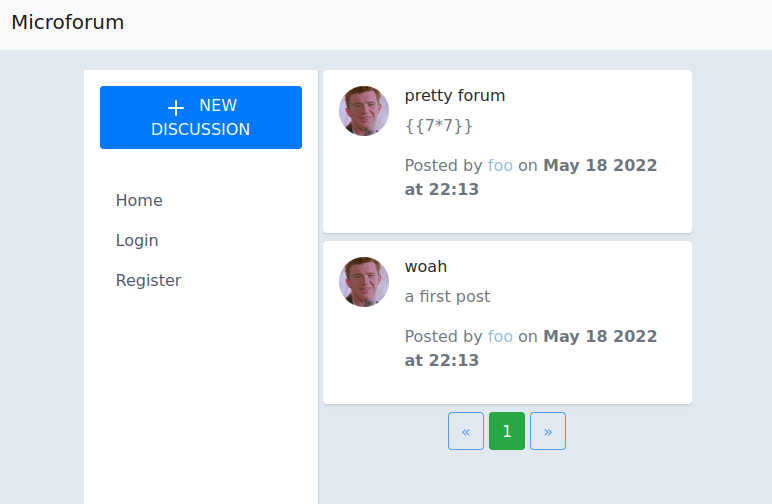 Microforum
+ NEW
DISCUSSION
Home
Login
Register
pretty forum
{{7*7}}
Posted by foo on May 18 2022
at 22:13
woah
a first post
Posted by foo on May 18 2022
at 22:13
« 1 »